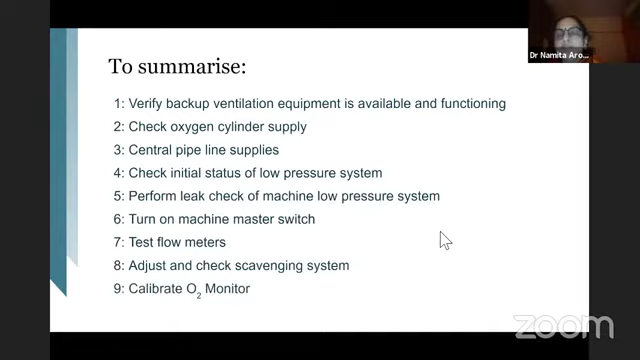 To summarise:
1: Verify backup ventilation equipment is available and functioning
2: Check oxygen cylinder supply
3: Central pipe line supplies
4: Check initial status of low pressure system
5: Perform leak check of machine low pressure system
6: Turn on machine master switch
7: Test flow meters
8: Adjust and check scavenging system
9: Calibrate O2 Monitor
Dr Namita Aro...
zoom